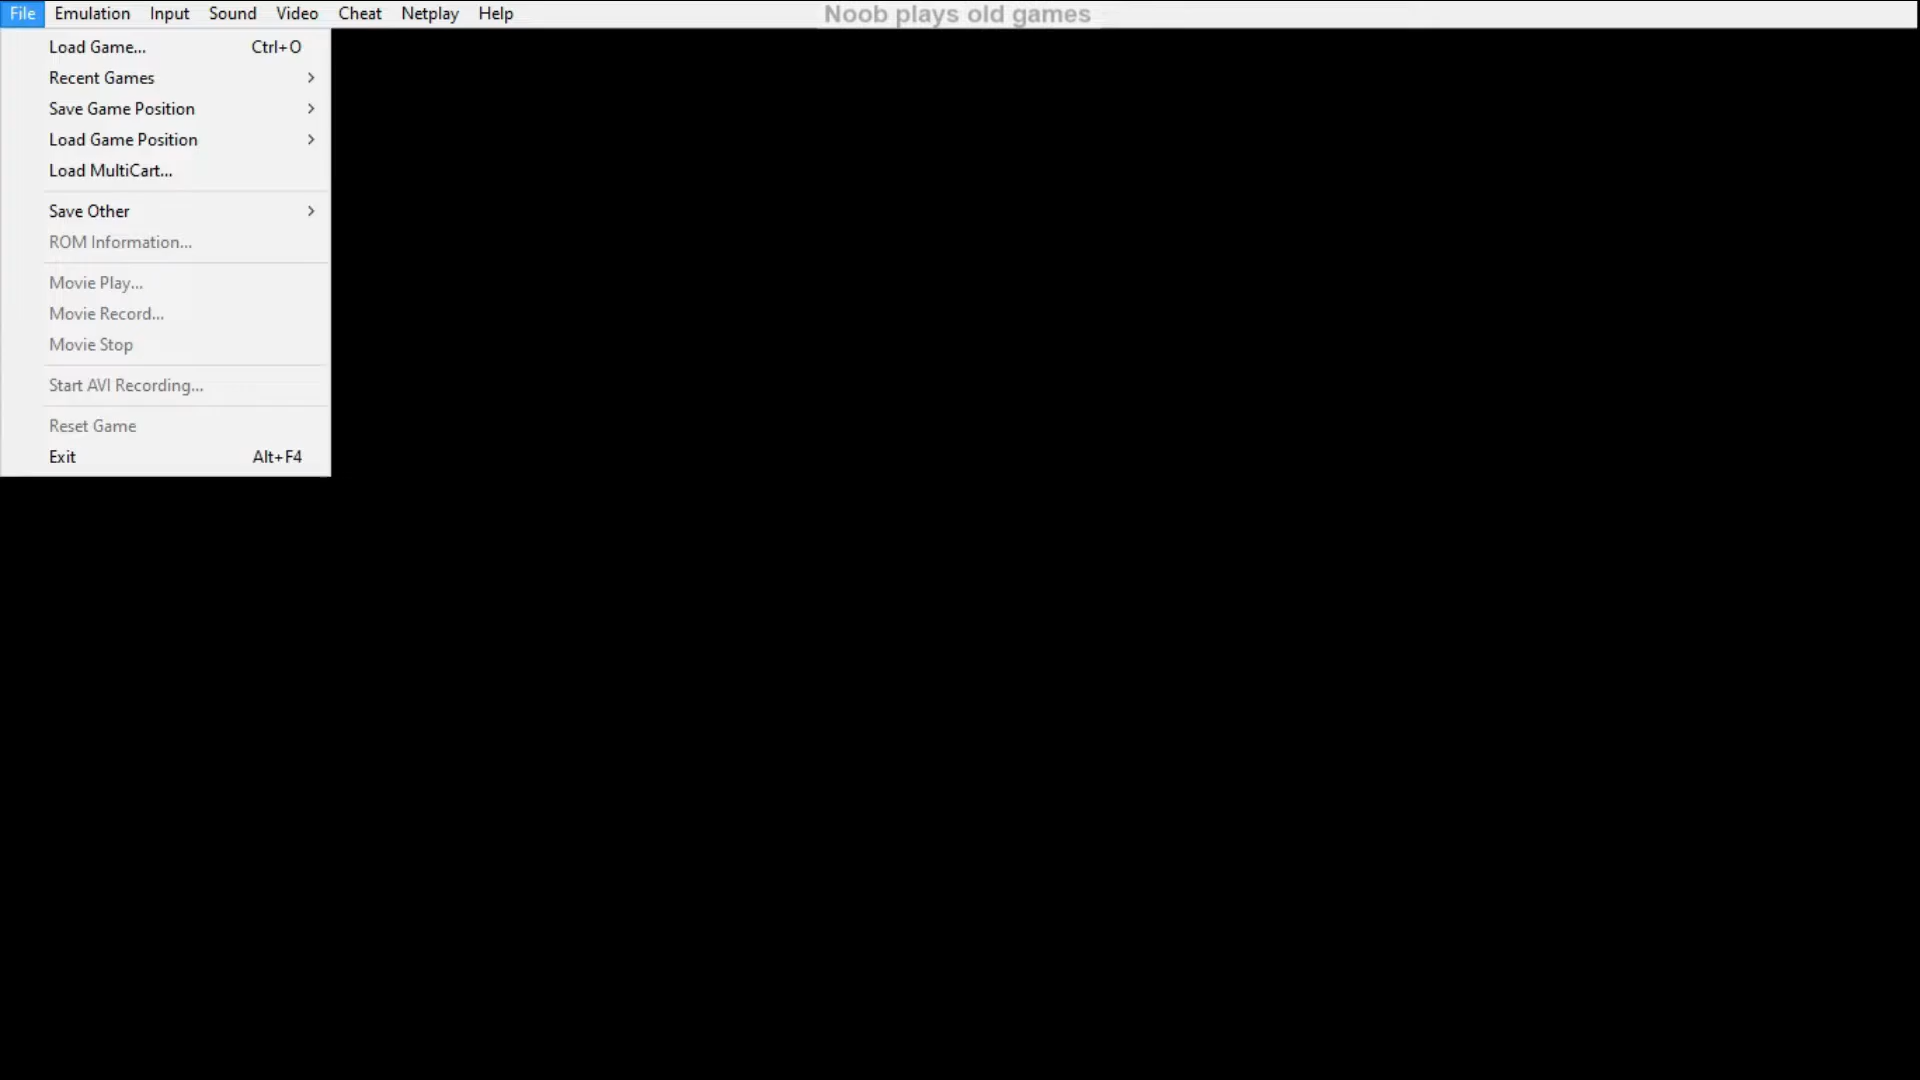 File Emulation Input Sound Video Cheat Netplay Help Noob plays old games
Load Game... Ctrl+O
Recent Games
Save Game Position
Load Game Position
Load MultiCart...
Save Other
ROM Information...
Movie Play...
Movie Record...
Movie Stop
Start AVI Recording...
Reset Game
Exit Alt+F4